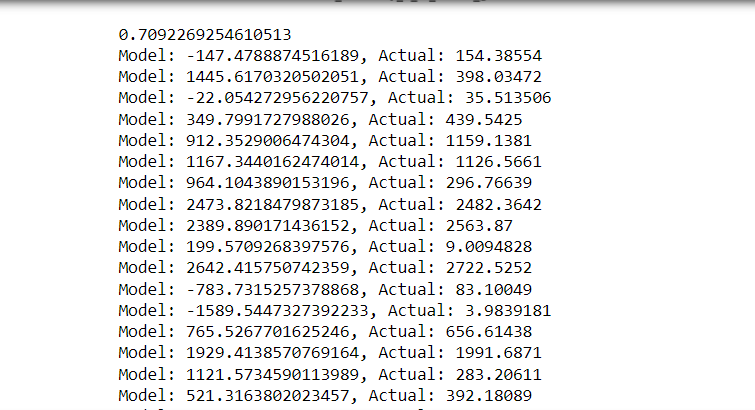 0.7092269254610513
Model: -147.4788874516189, Actual: 154.38554
Model: 1445.6170320502051, Actual: 398.03472
Model: -22.054272956220757, Actual: 35.513506
Model: 349.7991727988026, Actual: 439.5425
Model: 912.3529006474304, Actual: 1159.1381
Model: 1167.3440162474014, Actual: 1126.5661
Model: 964.1043890153196, Actual: 296.76639
Model: 2473.8218479873185, Actual: 2482.3642
Model: 2389.890171436152, Actual: 2563.87
Model: 199.5709268397576, Actual: 9.0094828
Model: 2642.415750742359, Actual: 2722.5252
Model: -783.7315257378868, Actual: 83.10049
Model: -1589.5447327392233, Actual: 3.9839181
Model: 765.5267701625246, Actual: 656.61438
Model: 1929.4138570769164, Actual: 1991.6871
Model: 1121.5734590113989, Actual: 283.20611
Model: 521.3163802023457, Actual: 392.18089